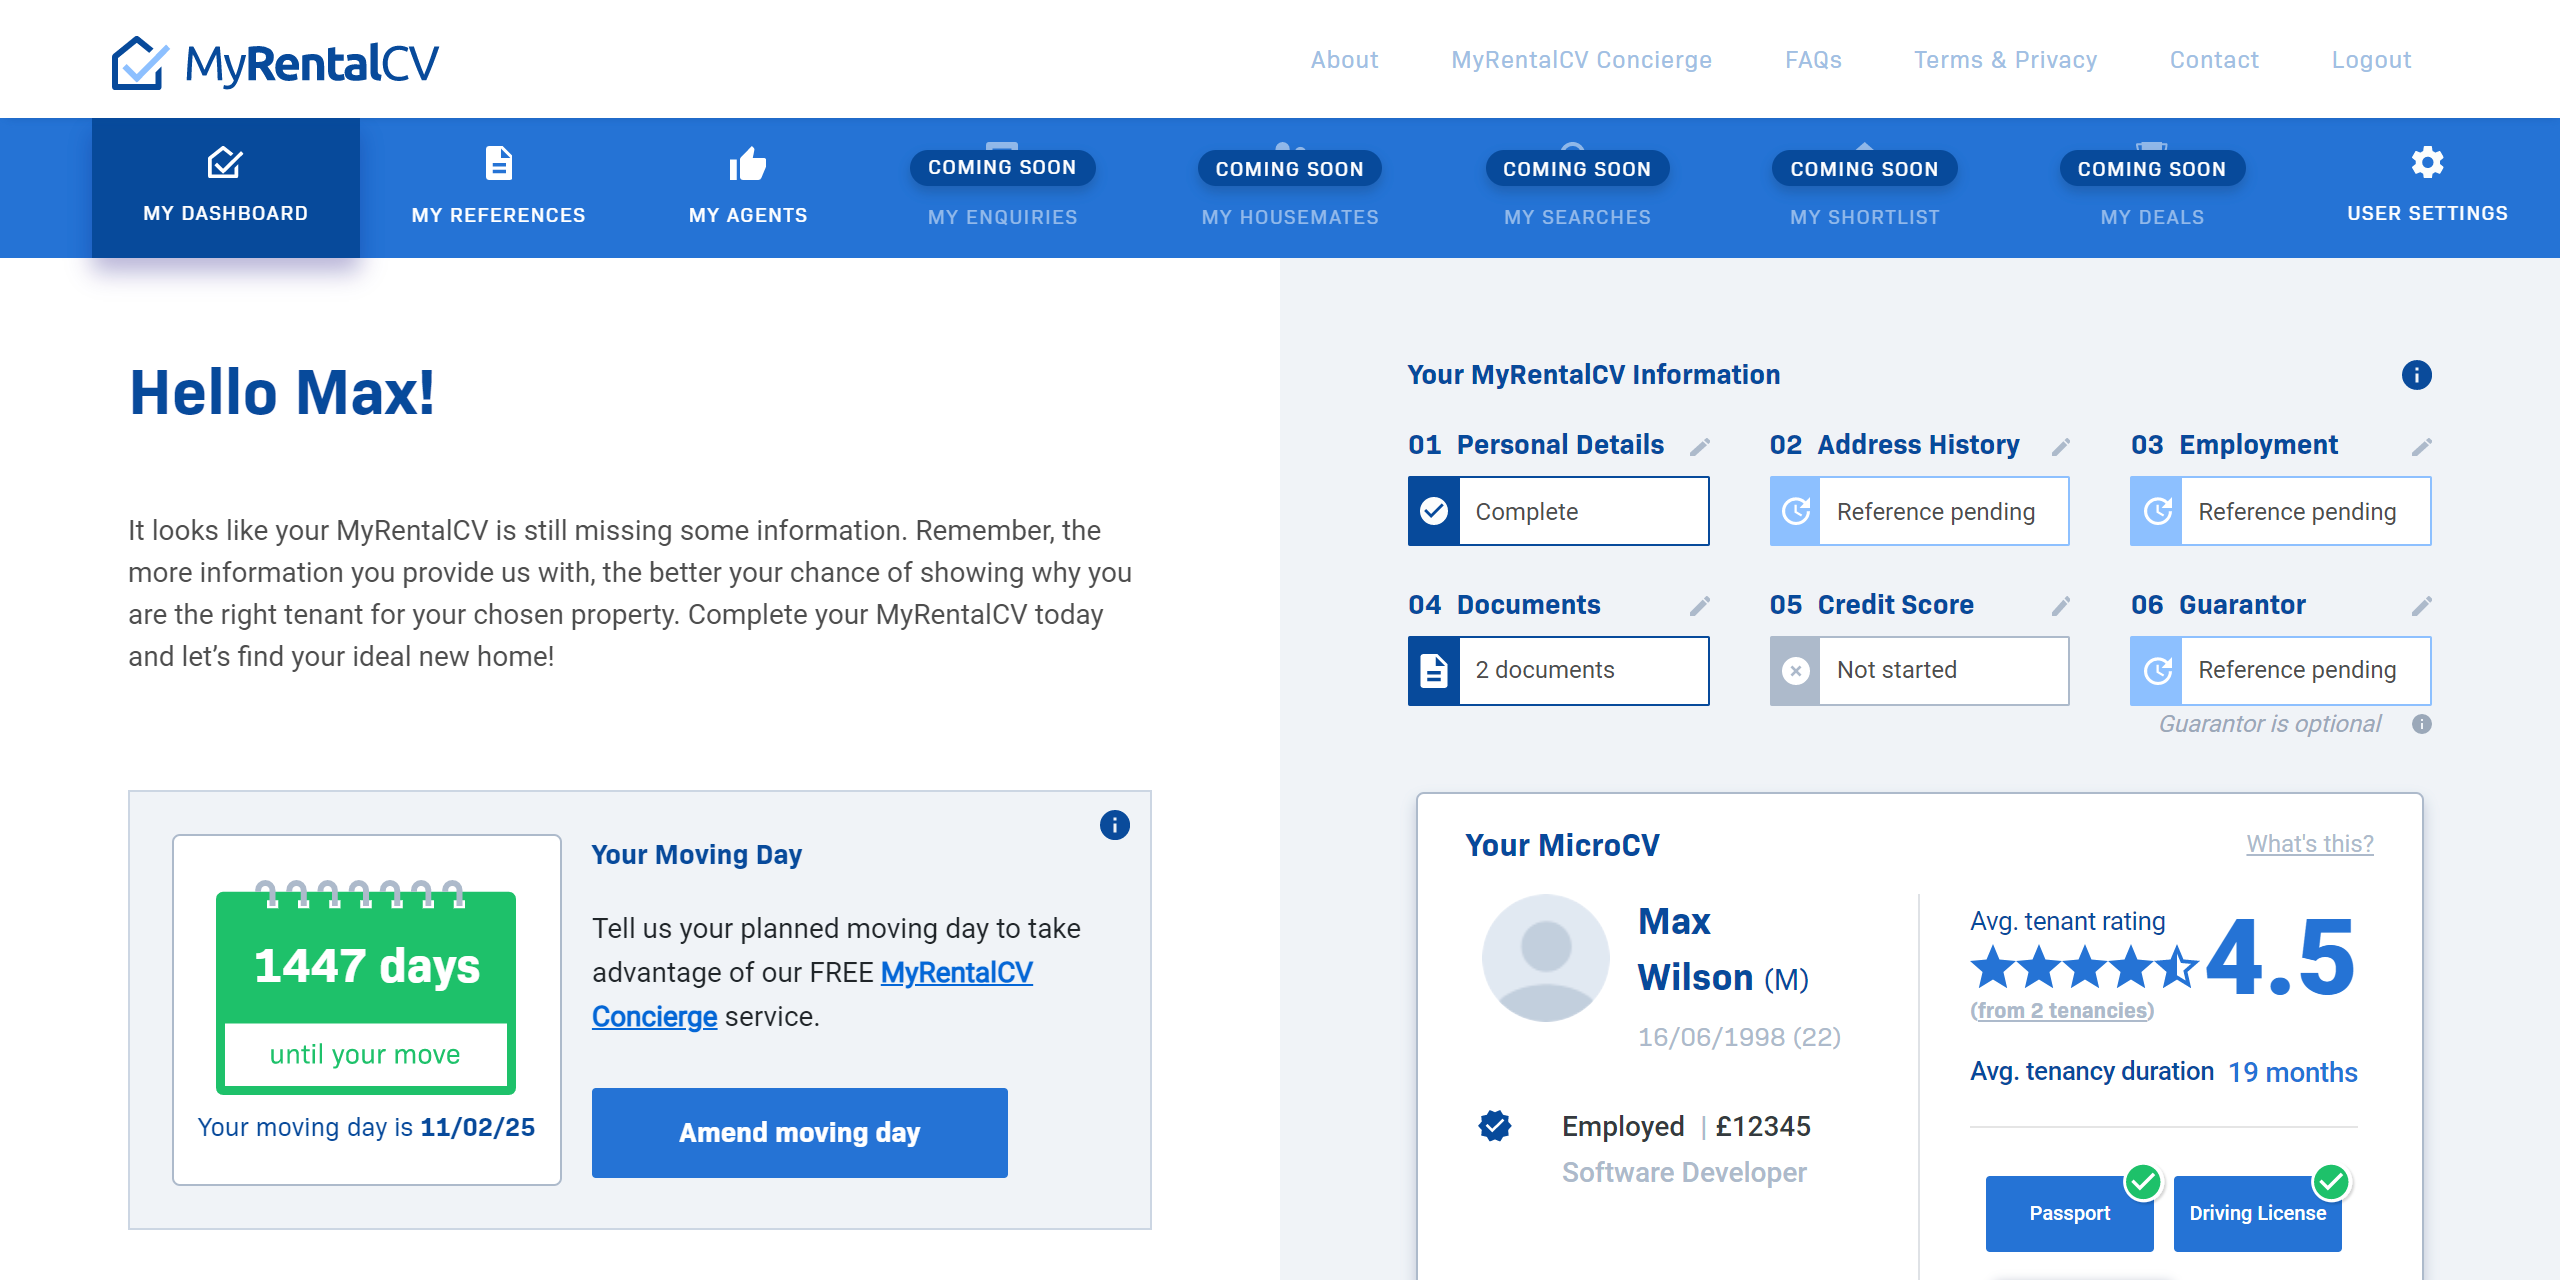 MyRentalCV
About MyRentalCV Concierge FAQs Terms & Privacy Contact Logout
COMING SOON COMING SOON COMING SOON COMING SOON COMING SOON
MY DASHBOARD MY REFERENCES MY AGENTS MY ENQUIRIES MY HOUSEMATES MY SEARCHES MY SHORTLIST MY DEALS USER SETTINGS
Hello Max!
It looks like your MyRentalCV is still missing some information. Remember, the
more information you provide us with, the better your chance of showing why you
are the right tenant for your chosen property. Complete your MyRentalCV today
and let’s find your ideal new home!
1447 days
until your move
Your moving day is 11/02/25
Your Moving Day
Tell us your planned moving day to take
advantage of our FREE MyRentalCV
Concierge service.
Amend moving day
Your MyRentalCV Information
01 Personal Details
Complete
02 Address History
Reference pending
03 Employment
Reference pending
04 Documents
2 documents
05 Credit Score
Not started
06 Guarantor
Reference pending
Guarantor is optional
Your MicroCV
What's this?
Max
Wilson (M)
16/06/1998 (22)
Employed | £12345
Software Developer
Avg. tenant rating
4.5
(from 2 tenancies)
Avg. tenancy duration 19 months
Passport
Driving License